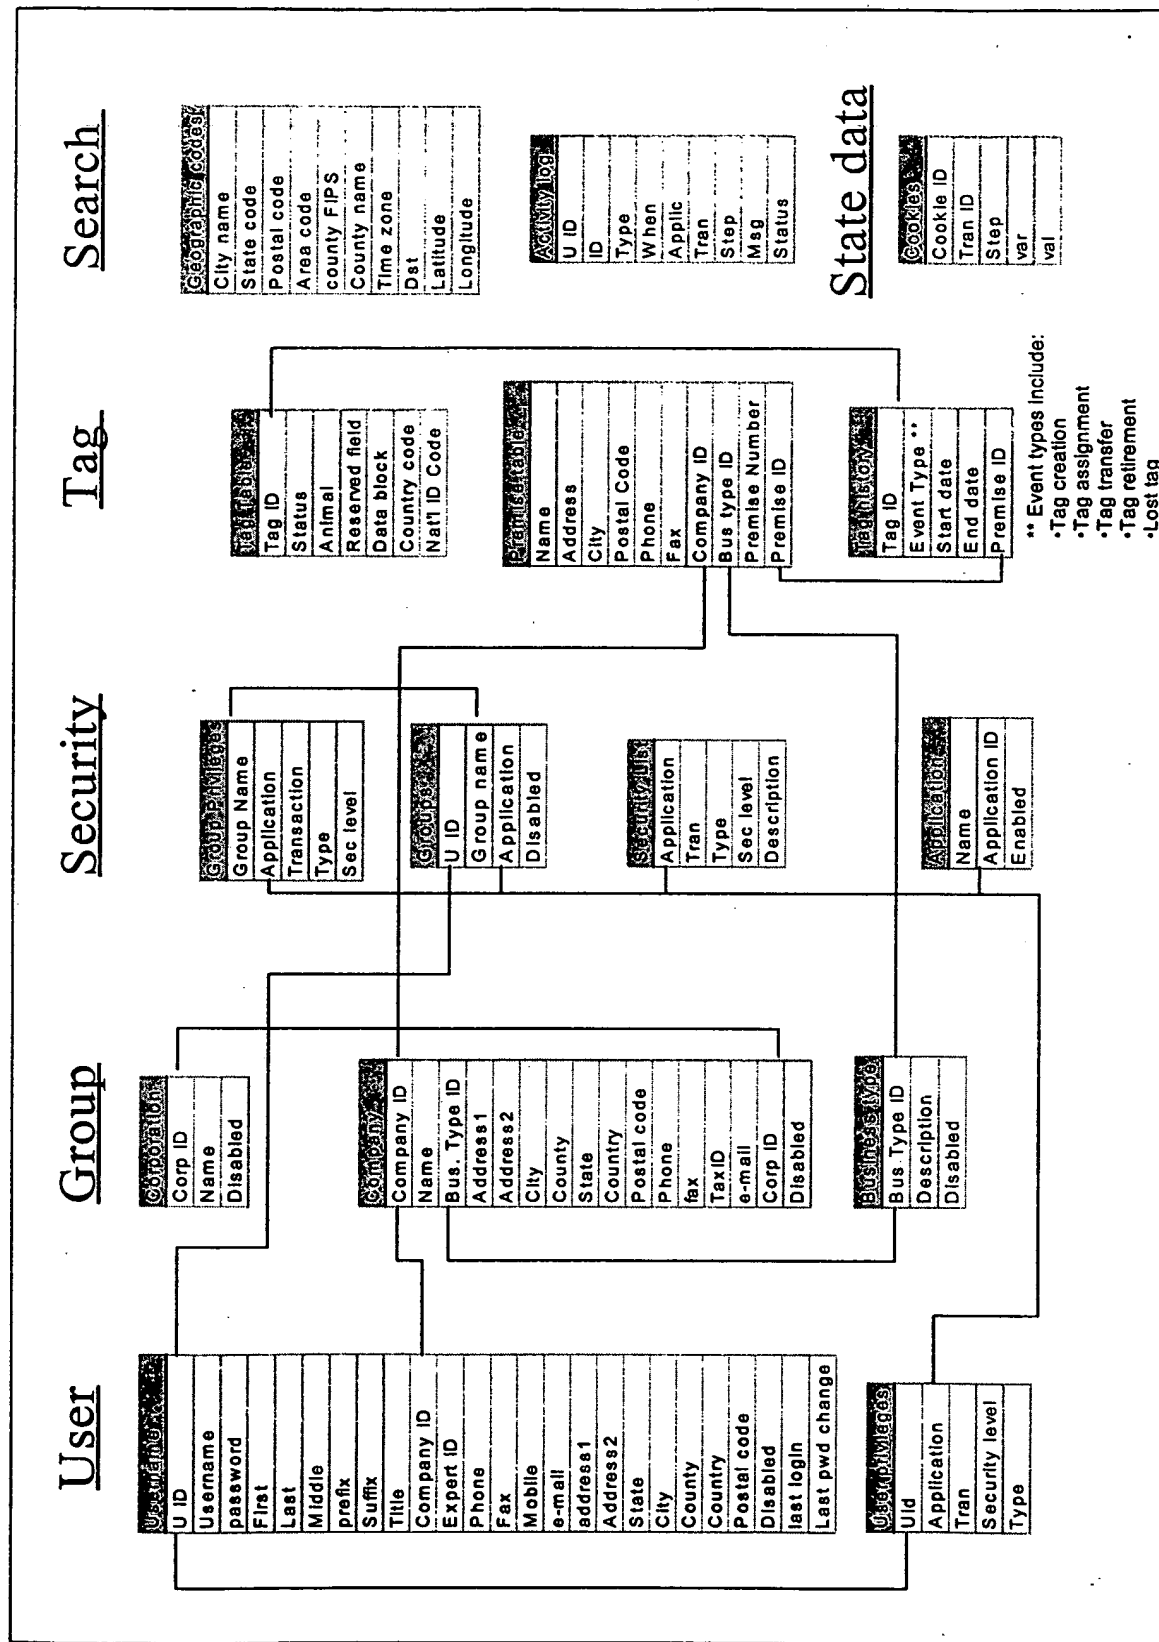 User
Username
U ID
Username
password
First
Last
Middle
prefix
Suffix
Title
Company ID
Expert ID
Phone
Fax
Mobile
e-mail
address1
Address2
State
City
County
Country
Postal code
Disabled
last login
Last pwd change
Userprivleges
Uid
Application
Tran
Security level
Type
Group
Corporation
Corp ID
Name
Disabled
Company
Company ID
Name
Bus. Type ID
Address1
Address2
City
County
State
Country
Postal code
Phone
fax
TaxID
e-mail
Corp ID
Disabled
Business type
Bus Type ID
Description
Disabled
Security
Group Privleges
Group Name
Application
Transaction
Type
Sec level
Groups
U ID
Group name
Application
Disabled
Application
Tran
Type
Sec level
Description
Application
Name
Application ID
Enabled
Tag
Tag Table
Tag ID
Status
Animal
Reserved field
Data block
Country code
Nat'l ID Code
Premise table
Name
Address
City
Postal Code
Phone
Fax
Company ID
Bus type ID
Premise Number
Premise ID
Tag history
Tag ID
Event Type **
Start date
End date
Premise ID
** Event types include:
•Tag creation
•Tag assignment
•Tag transfer
•Tag retirement
•Lost tag
Search
Geographic codes
City name
State code
Postal code
Area code
county FIPS
County name
Time zone
Dst
Latitude
Longitude
Activity log
U ID
ID
Type
When
Applic
Tran
Step
Msg
Status
State data
Cookies
Cookie ID
Tran ID
Step
var
val